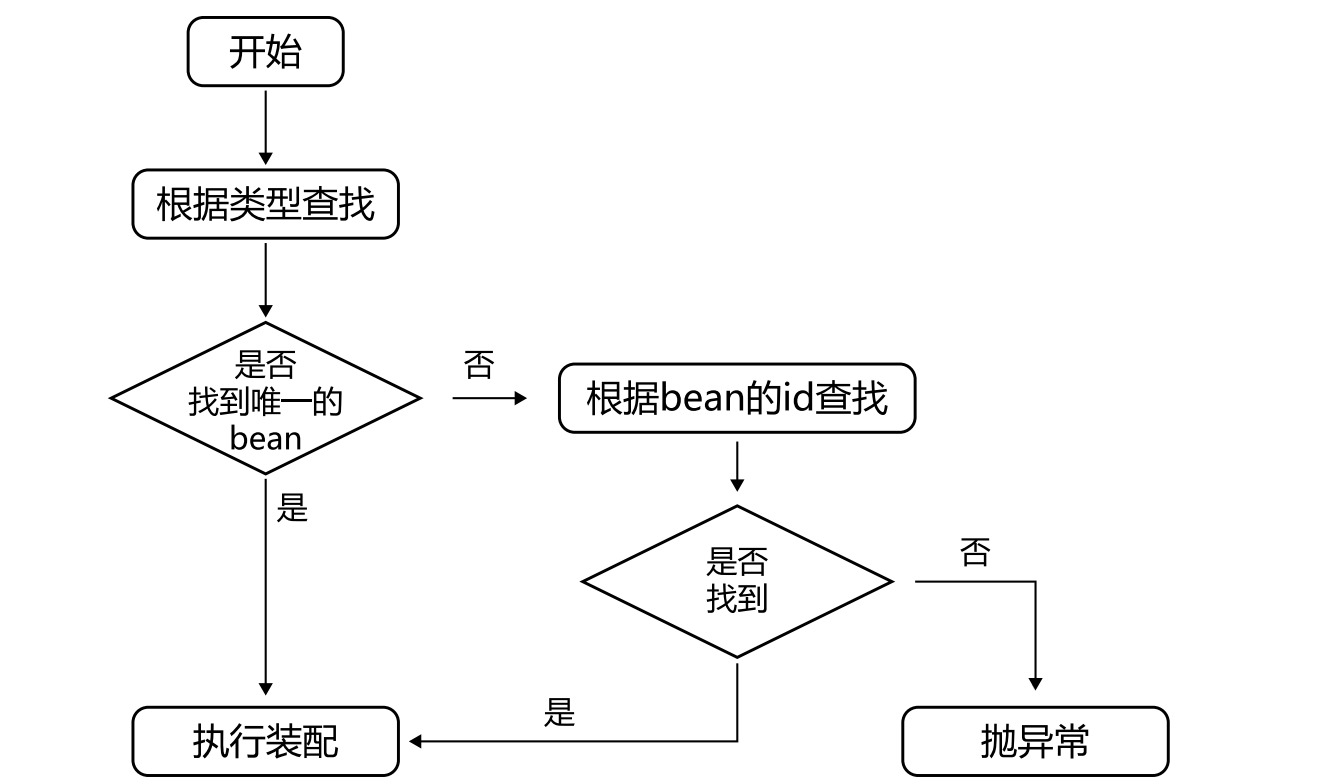 开始
根据类型查找
是否
找到唯一的
bean
否
根据bean的id查找
是
是否
找到
否
是
执行装配
抛异常